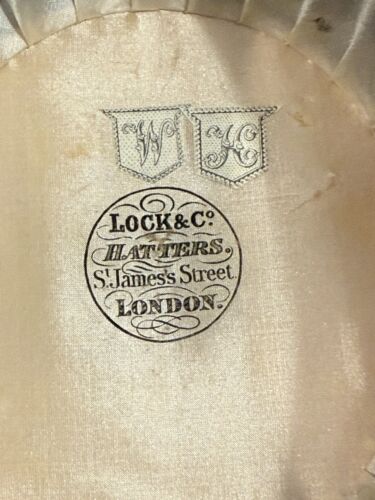 W H
LOCK & Co
HATTERS.
St. James's Street.
LONDON.